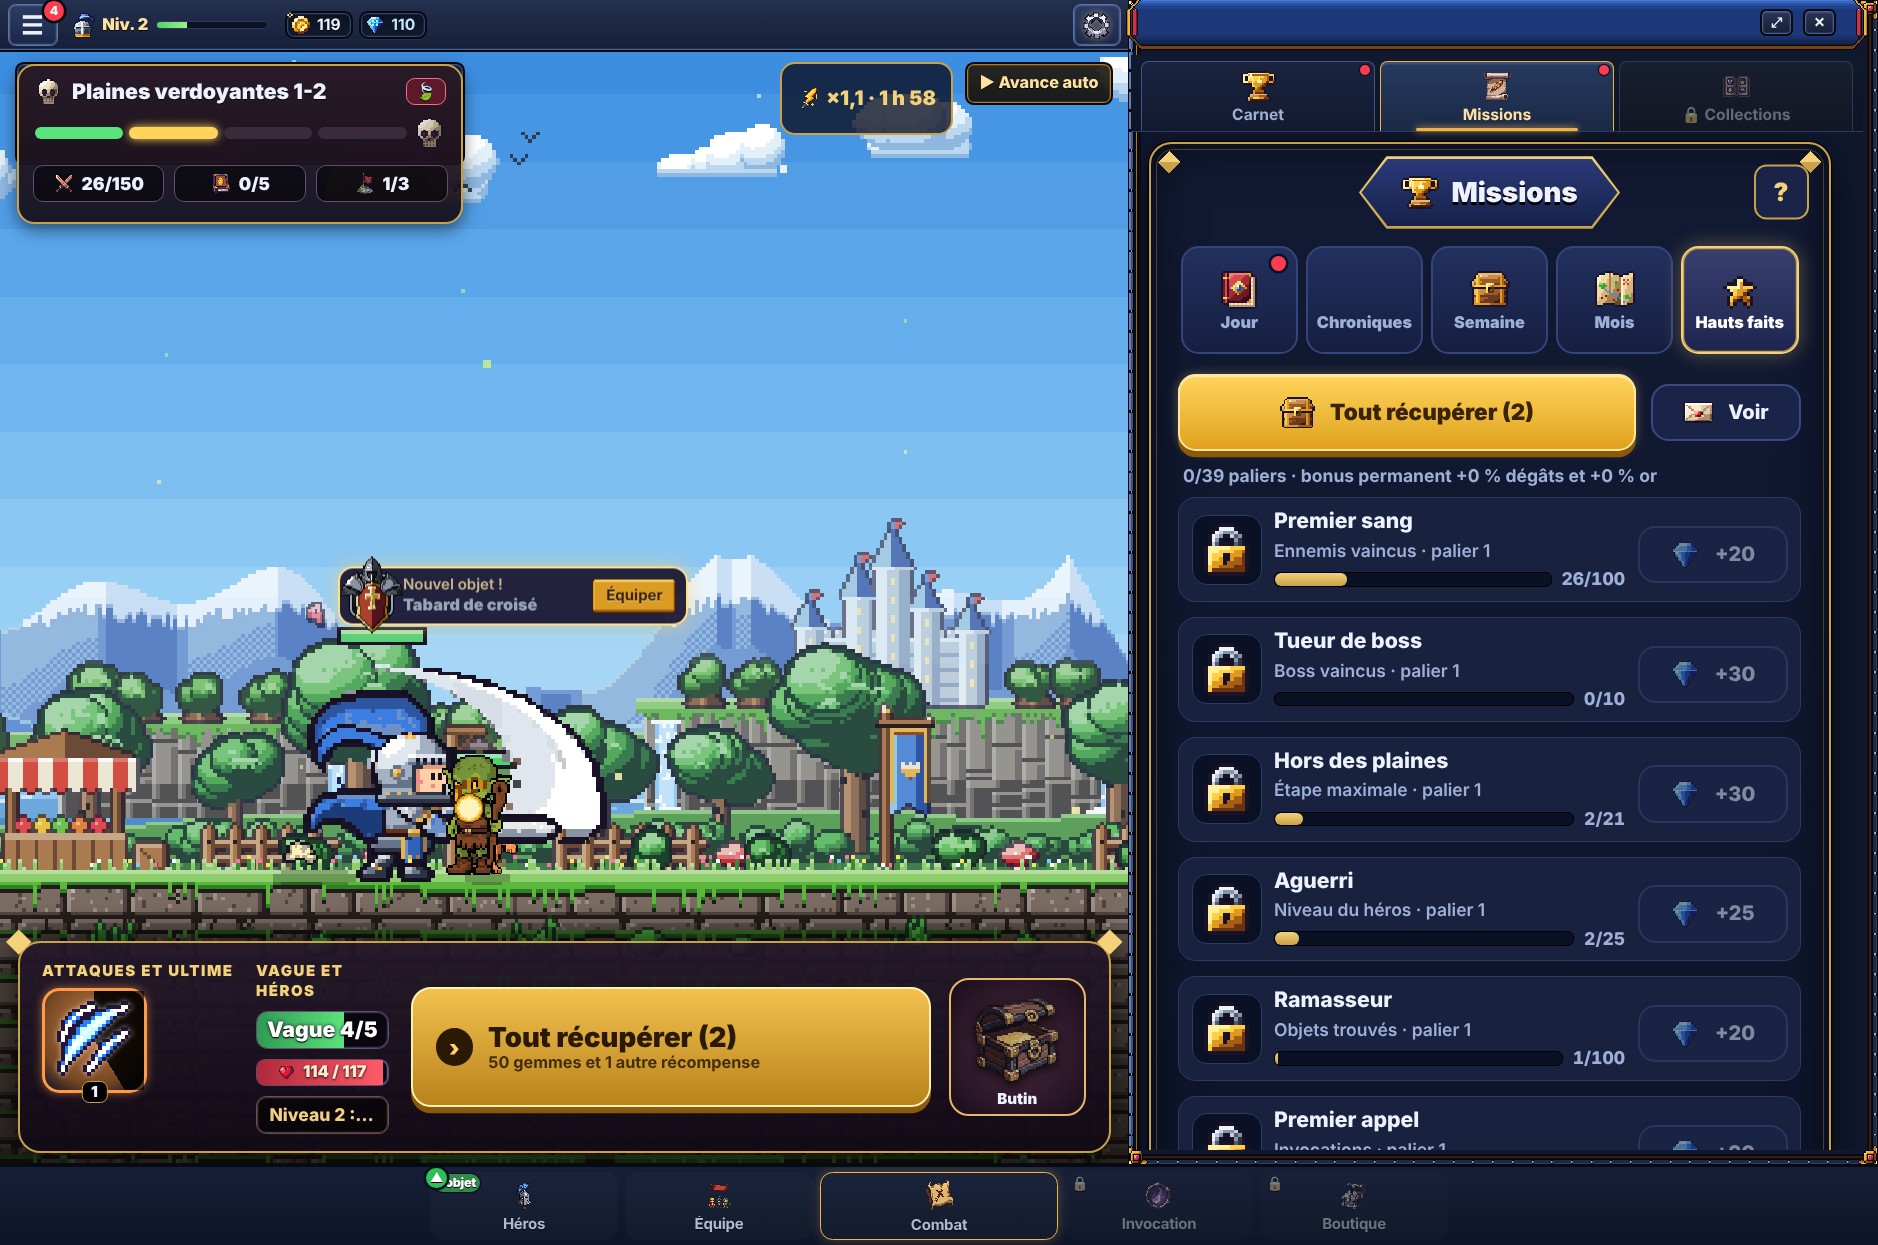 4
Niv. 2
119
110
Plaines verdoyantes 1-2
26/150
0/5
1/3
×1,1 · 1 h 58
Avance auto
Nouvel objet !
Tabard de croisé
Équiper
ATTAQUES ET ULTIME
1
VAGUE ET
HÉROS
Vague 4/5
114 / 117
Niveau 2 :...
Tout récupérer (2)
50 gemmes et 1 autre récompense
Butin
Carnet
Missions
Collections
Missions
?
Jour
Chroniques
Semaine
Mois
Hauts faits
Tout récupérer (2)
Voir
0/39 paliers · bonus permanent +0 % dégâts et +0 % or
Premier sang
Ennemis vaincus · palier 1
26/100
+20
Tueur de boss
Boss vaincus · palier 1
0/10
+30
Hors des plaines
Étape maximale · palier 1
2/21
+30
Aguerri
Niveau du héros · palier 1
2/25
+25
Ramasseur
Objets trouvés · palier 1
1/100
+20
Premier appel
Invocations · palier 1
objet
Héros
Équipe
Combat
Invocation
Boutique